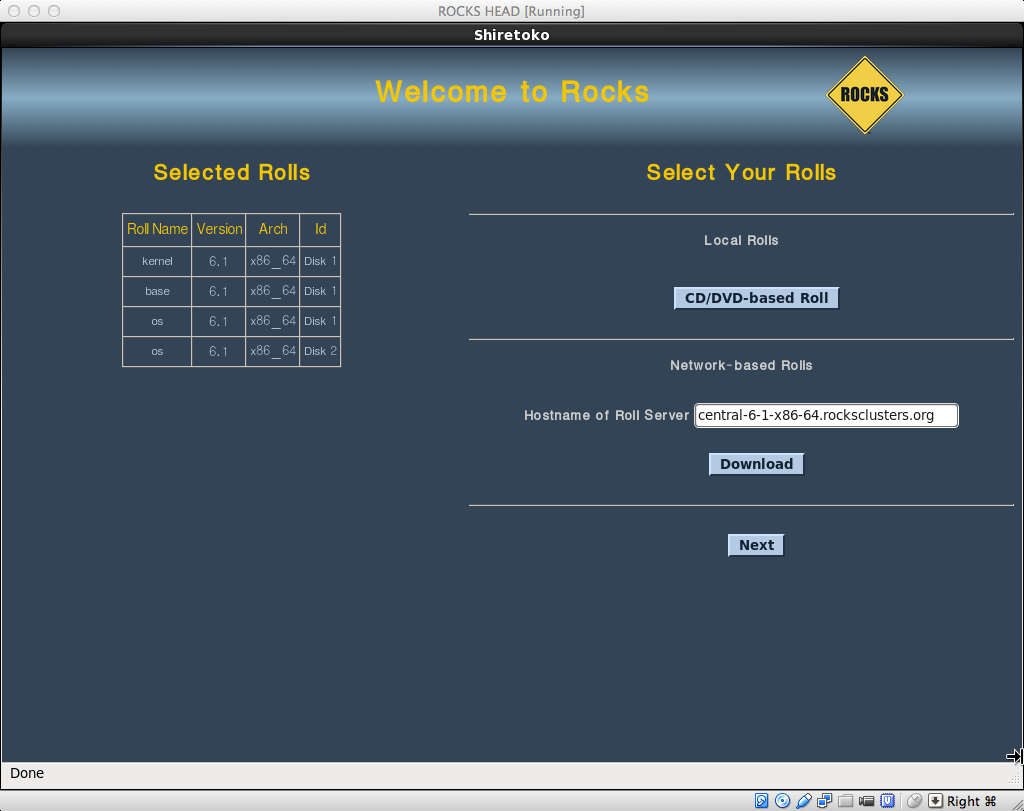 ROCKS HEAD [Running]
Shiretoko
Welcome to Rocks
ROCKS
Selected Rolls
Roll Name Version Arch Id
kernel 6.1 x86_64 Disk 1
base 6.1 x86_64 Disk 1
os 6.1 x86_64 Disk 1
os 6.1 x86_64 Disk 2
Select Your Rolls
Local Rolls
CD/DVD-based Roll
Network-based Rolls
Hostname of Roll Server central-6-1-x86-64.rocksclusters.org
Download
Next
Done
Right ⌘